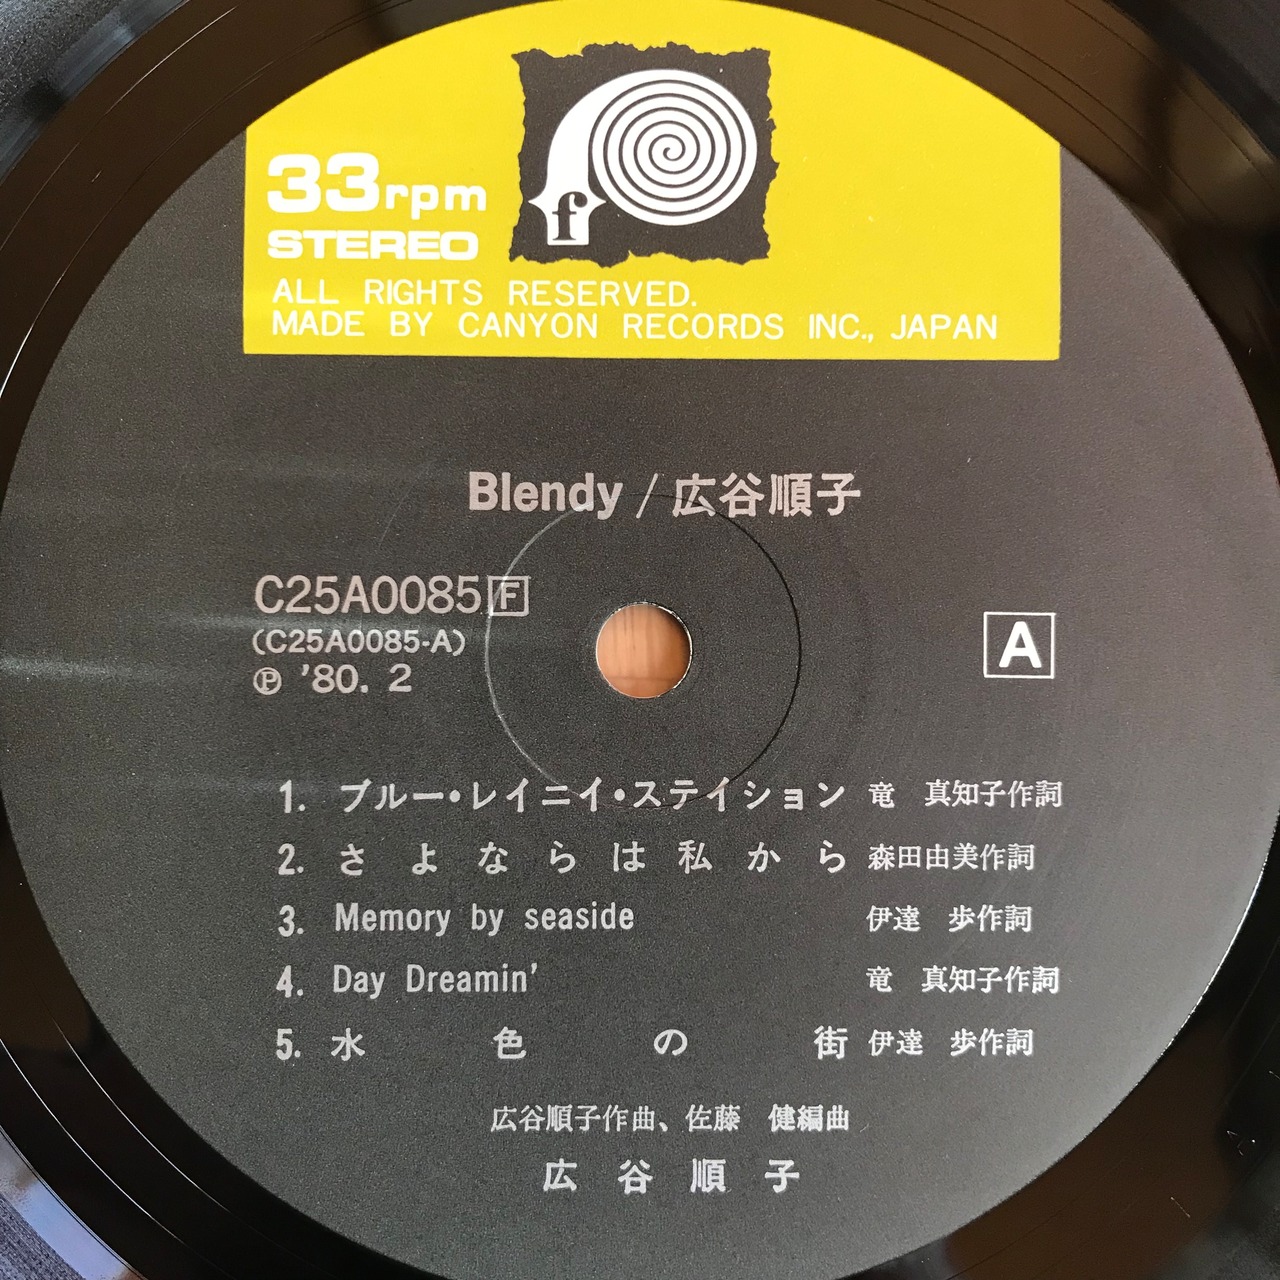 f
33rpm
STEREO
ALL RIGHTS RESERVED.
MADE BY CANYON RECORDS INC., JAPAN
Blendy / 広谷順子
C25A0085 F
(C25A0085-A)
℗ '80. 2
A
1. ブルー・レイニイ・ステイション 竜 真知子作詞
2. さよならは私から 森田由美作詞
3. Memory by seaside 伊達 歩作詞
4. Day Dreamin' 竜 真知子作詞
5. 水色の街 伊達 歩作詞
広谷順子作曲、佐藤 健編曲
広谷順子